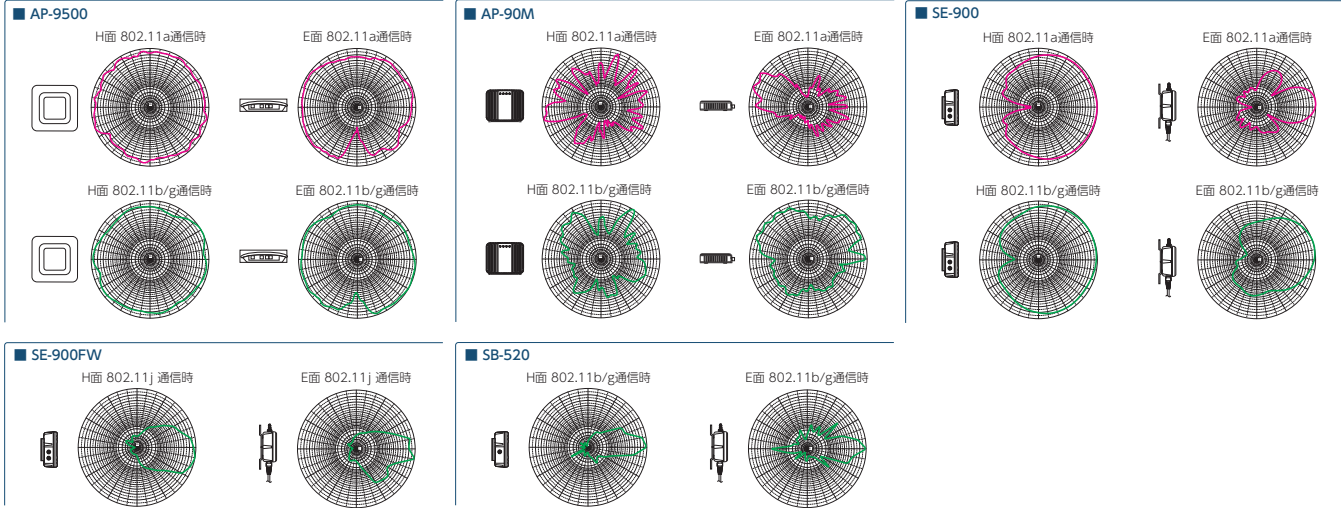 ■ AP-9500
H面 802.11a通信時
E面 802.11a通信時
H面 802.11b/g通信時
E面 802.11b/g通信時
■ AP-90M
H面 802.11a通信時
E面 802.11a通信時
H面 802.11b/g通信時
E面 802.11b/g通信時
■ SE-900
H面 802.11a通信時
E面 802.11a通信時
H面 802.11b/g通信時
E面 802.11b/g通信時
■ SE-900FW
H面 802.11j 通信時
E面 802.11j 通信時
■ SB-520
H面 802.11b/g通信時
E面 802.11b/g通信時